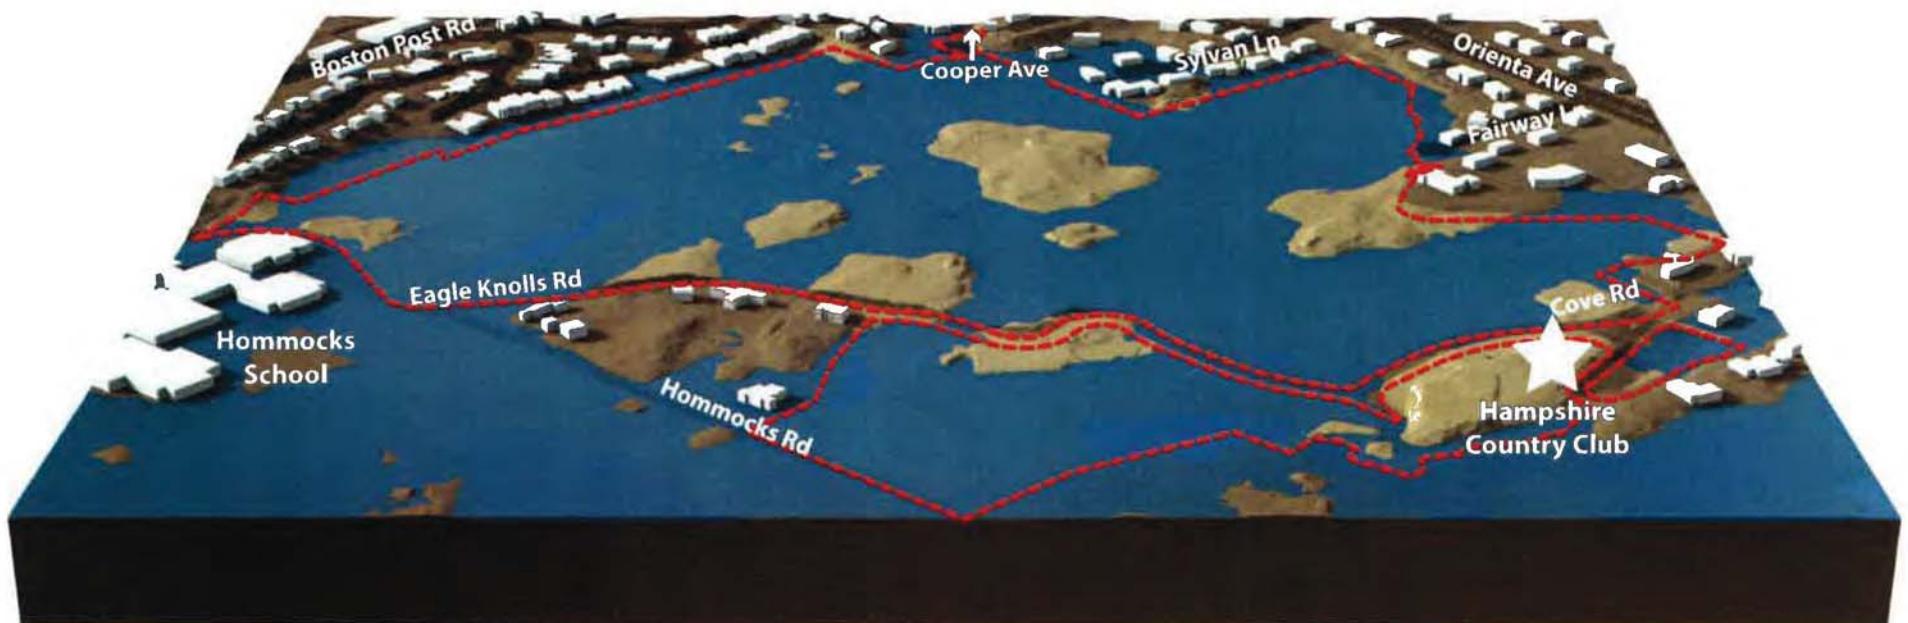 Boston Post Rd
Cooper Ave
Sylvan Ln
Orienta Ave
Fairway Ln
Eagle Knolls Rd
Cove Rd
Hommocks
School
Hommocks Rd
Hampshire
Country Club